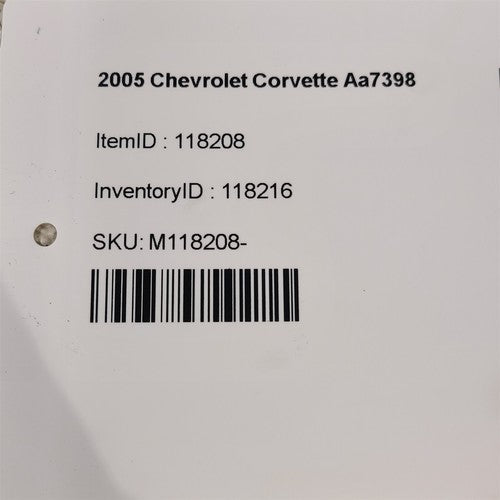 2005 Chevrolet Corvette Aa7398
ItemID : 118208
InventoryID : 118216
SKU: M118208-